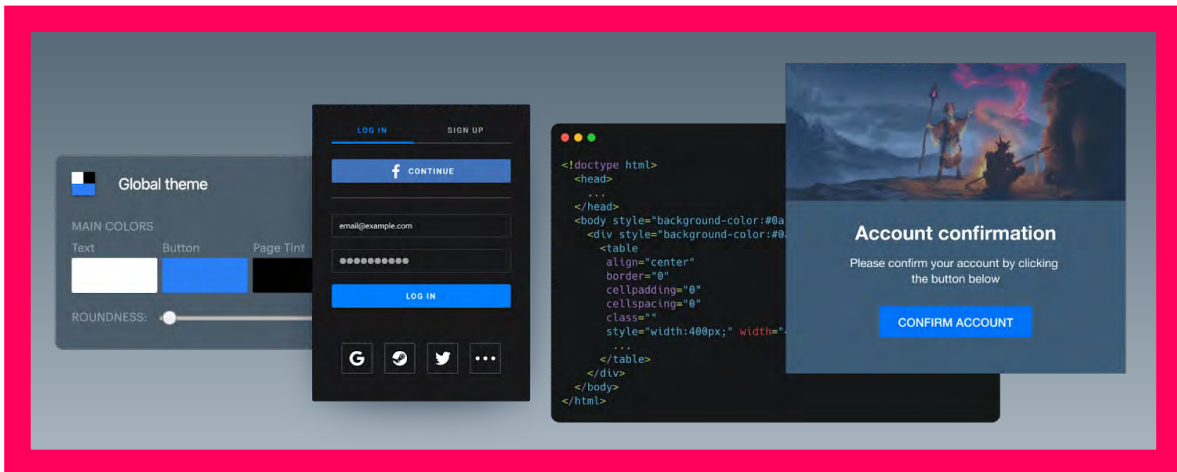 Global theme
MAIN COLORS
Text Button Page Tint
ROUNDNESS:
LOG IN SIGN UP
f CONTINUE
email@example.com
LOG IN
G
<!doctype html>
<head>
...
</head>
<body style="background-color:#0a
<div style="background-color:#0a
<table
align="center"
border="0"
cellpadding="0"
cellspacing="0"
class=""
style="width:400px;" width="4
...
</table>
</div>
</body>
</html>
Account confirmation
Please confirm your account by clicking
the button below
CONFIRM ACCOUNT